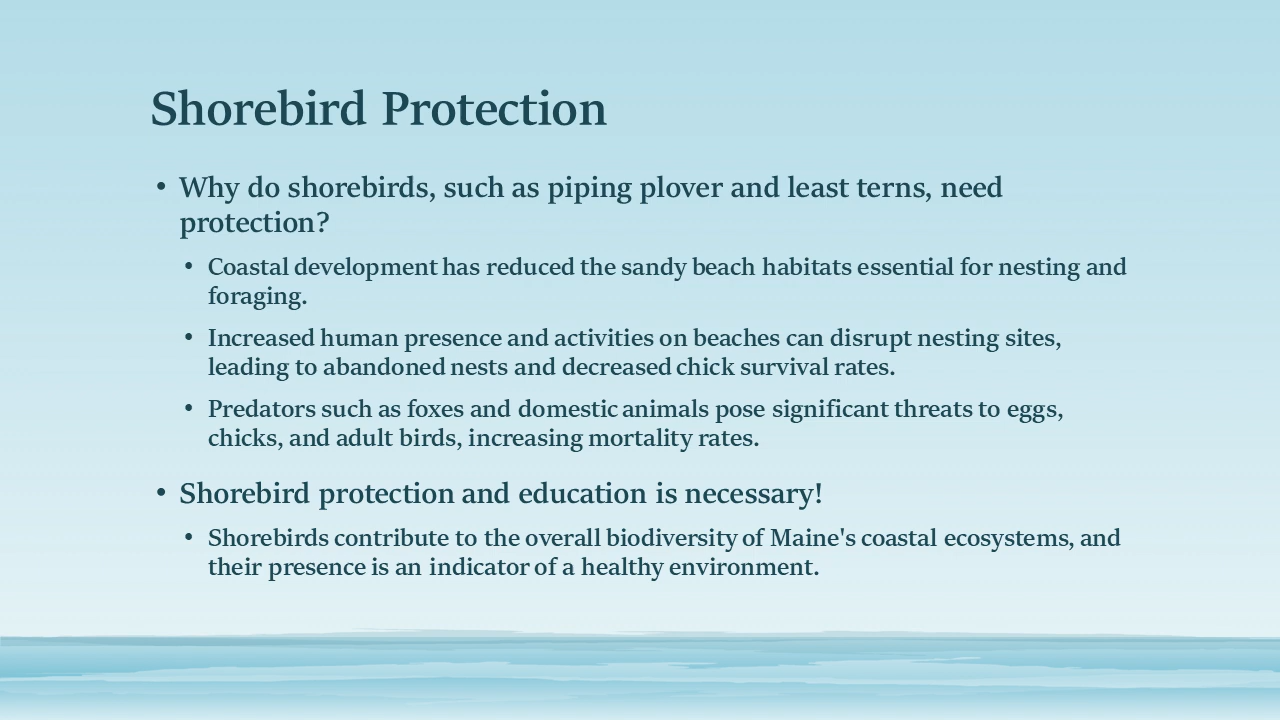 Shorebird Protection
• Why do shorebirds, such as piping plover and least terns, need
protection?
• Coastal development has reduced the sandy beach habitats essential for nesting and
foraging.
• Increased human presence and activities on beaches can disrupt nesting sites,
leading to abandoned nests and decreased chick survival rates.
• Predators such as foxes and domestic animals pose significant threats to eggs,
chicks, and adult birds, increasing mortality rates.
• Shorebird protection and education is necessary!
• Shorebirds contribute to the overall biodiversity of Maine's coastal ecosystems, and
their presence is an indicator of a healthy environment.